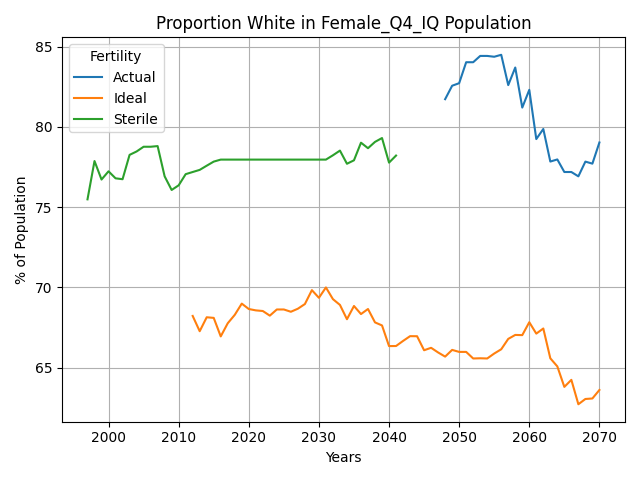 Proportion White in Female_Q4_IQ Population
Fertility
Actual
Ideal
Sterile
% of Population
85
80
75
70
65
2000 2010 2020 2030 2040 2050 2060 2070
Years